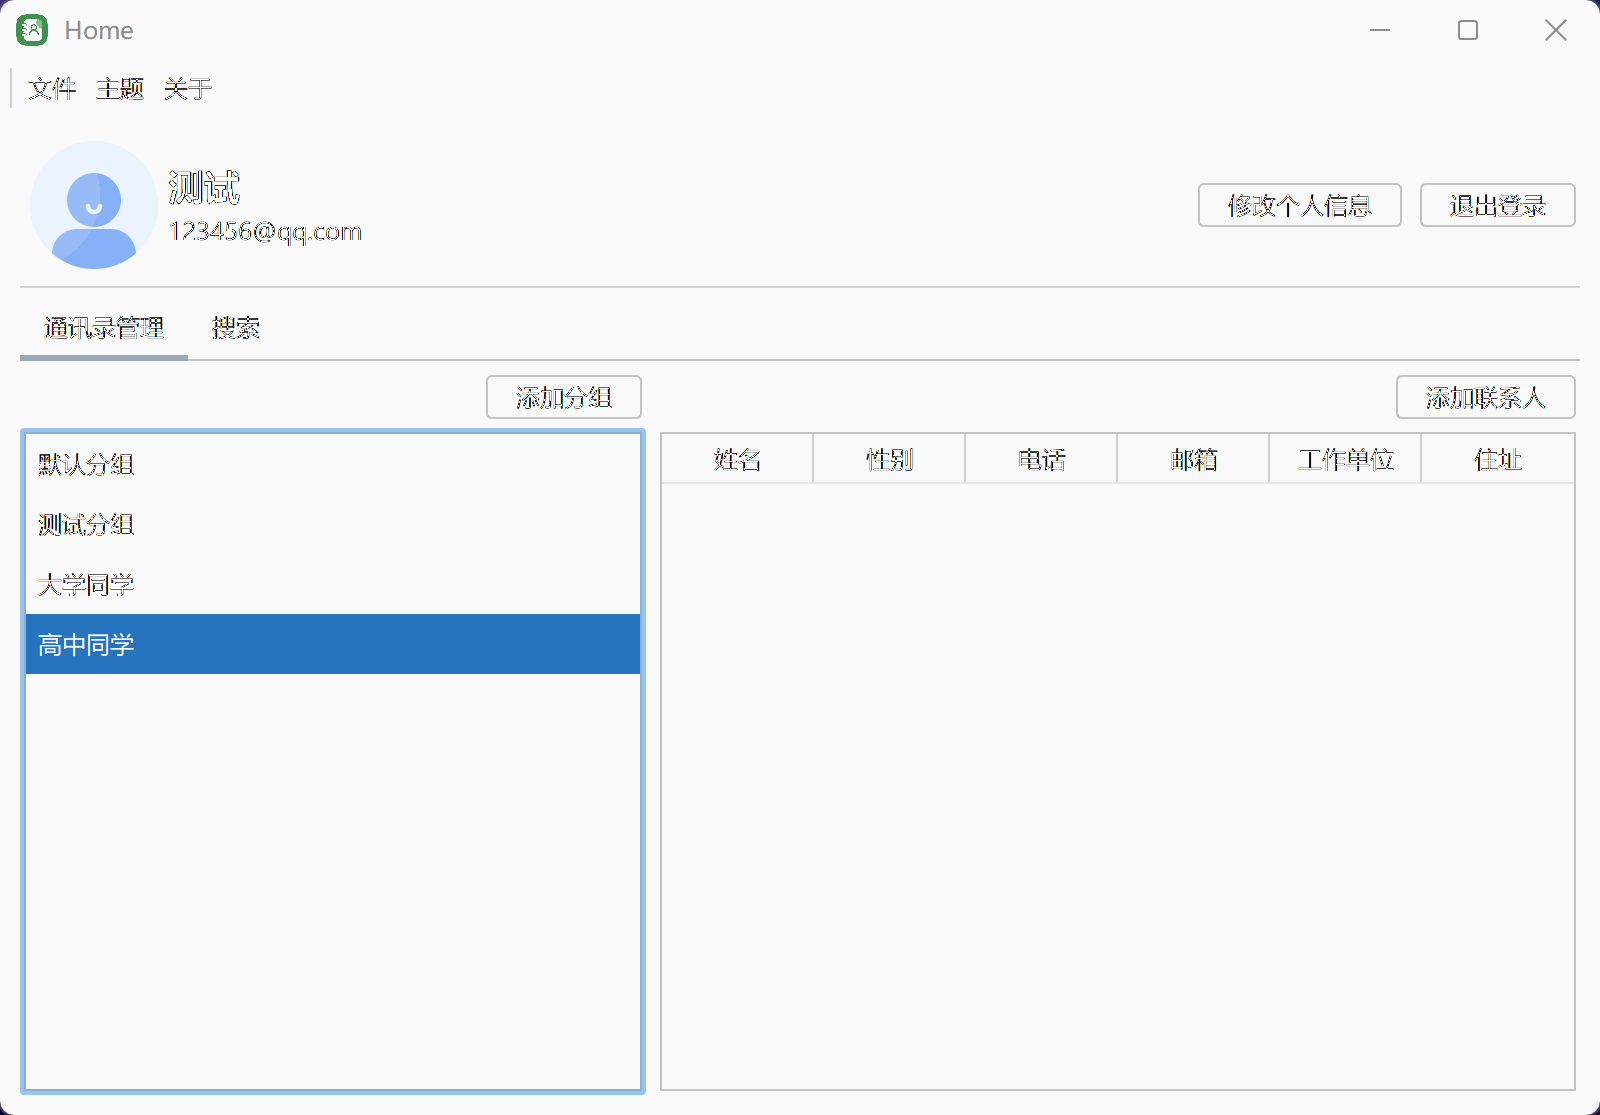 Home
文件 主题 关于
测试
123456@qq.com
修改个人信息 退出登录
通讯录管理 搜索
添加分组 添加联系人
姓名 性别 电话 邮箱 工作单位 住址
默认分组
测试分组
大学同学
高中同学